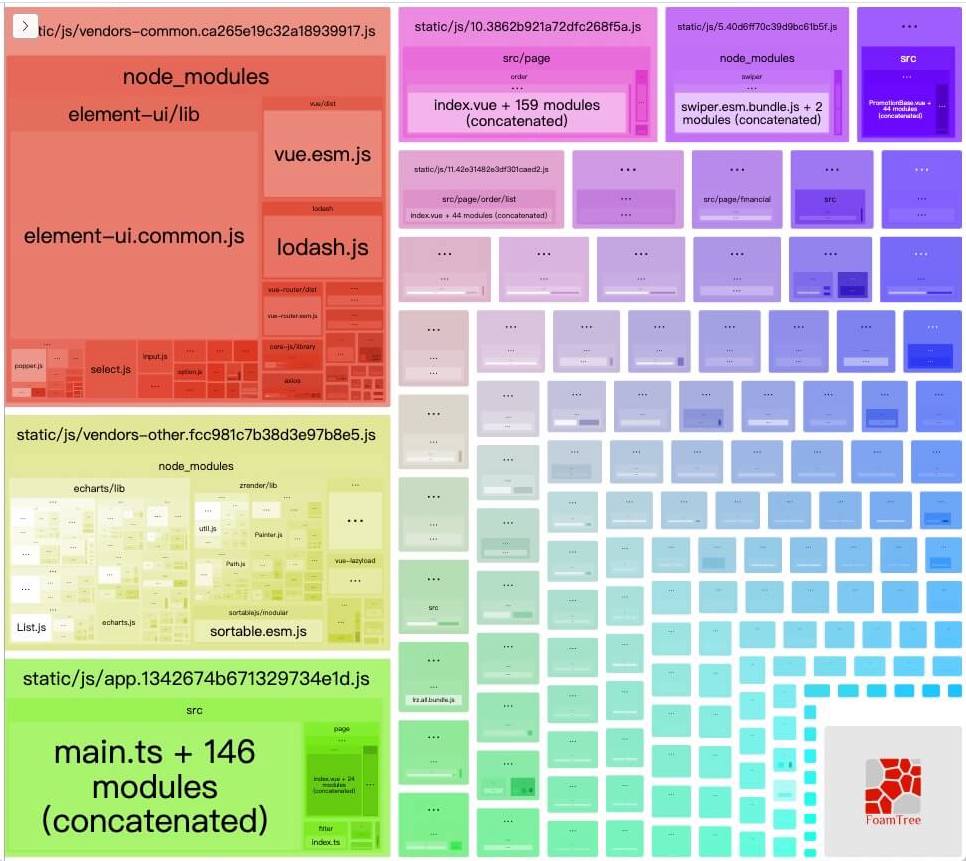 tic/js/vendors-common.ca265e19c32a18939917.js
node_modules
element-ui/lib
element-ui.common.js
vue/dist
vue.esm.js
lodash
lodash.js
vue-router/dist
vue-router.esm.js
popper.js
select.js
input.js
option.js
core-js/library
axios
static/js/vendors-other.fcc981c7b38d3e97b8e5.js
node_modules
echarts/lib
zrender/lib
util.js
Painter.js
Path.js
vue-lazyload
List.js
echarts.js
sortablejs/modular
sortable.esm.js
static/js/app.1342674b671329734e1d.js
src
main.ts + 146
modules
(concatenated)
page
index.vue + 24
modules
(concatenated)
filter
index.ts
static/js/10.3862b921a72dfc268f5a.js
src/page
order
index.vue + 159 modules
(concatenated)
static/js/5.40d6ff70c39d9bc61b5f.js
node_modules
swiper
swiper.esm.bundle.js + 2
modules (concatenated)
src
PromotionBase.vue +
44 modules
(concatenated)
static/js/11.42e31482e3df301caed2.js
src/page/order/list
index.vue + 44 modules (concatenated)
src/page/financial
src
src
frz.all.bundle.js
FoamTree